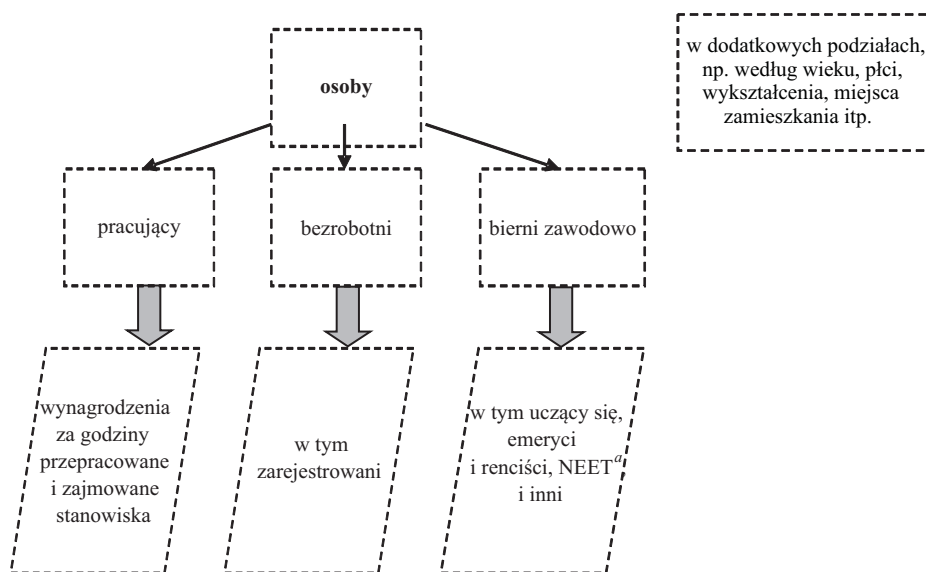 osoby
w dodatkowych podziałach,
np. według wieku, płci,
wykształcenia, miejsca
zamieszkania itp.
pracujący
bezrobotni
bierni zawodowo
wynagrodzenia
za godziny
przepracowane
i zajmowane
stanowiska
w tym
zarejestrowani
w tym uczący się,
emeryci
i renciści, NEETᵃ,
i inni